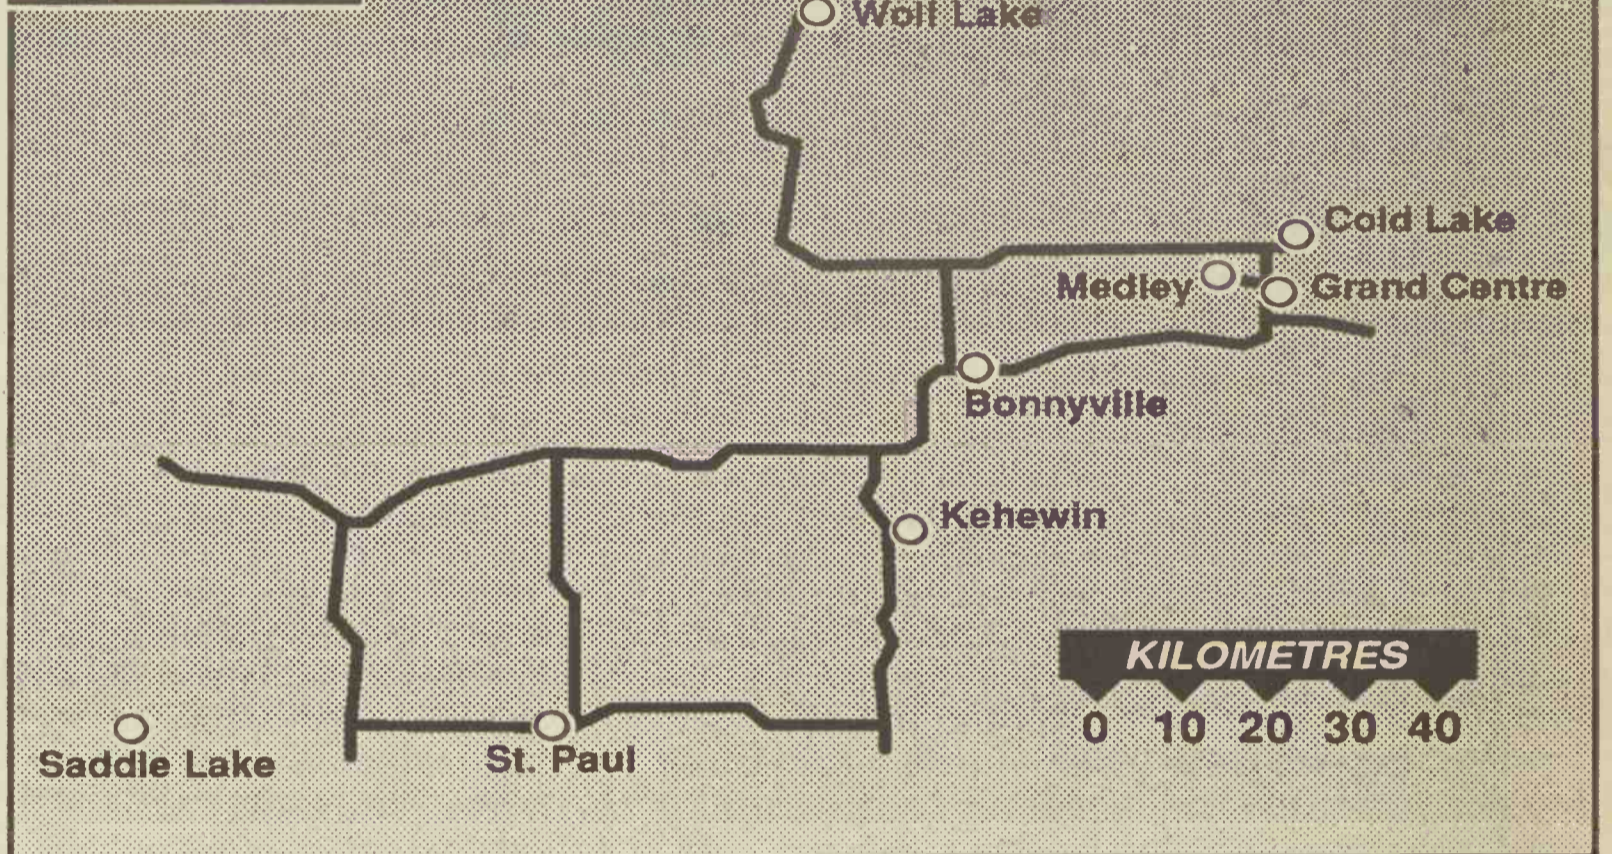 Wolf Lake
Cold Lake
Medley
Grand Centre
Bonnyville
Kehewin
KILOMETRES
0 10 20 30 40
Saddle Lake
St. Paul